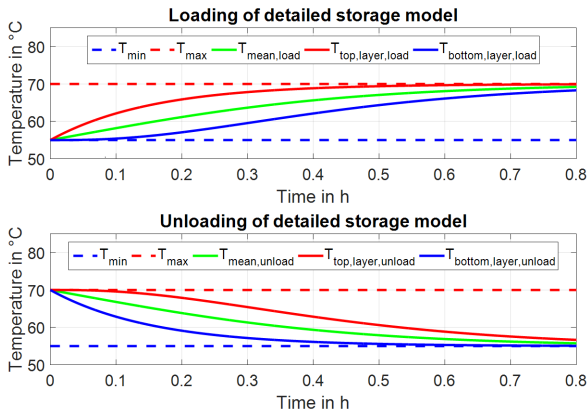 Loading of detailed storage model
T_min T_max T_mean,load T_top,layer,load T_bottom,layer,load
Temperature in °C
80
70
60
50
0 0.1 0.2 0.3 0.4 0.5 0.6 0.7 0.8
Time in h
Unloading of detailed storage model
T_min T_max T_mean,unload T_top,layer,unload T_bottom,layer,unload
Temperature in °C
80
70
60
50
0 0.1 0.2 0.3 0.4 0.5 0.6 0.7 0.8
Time in h